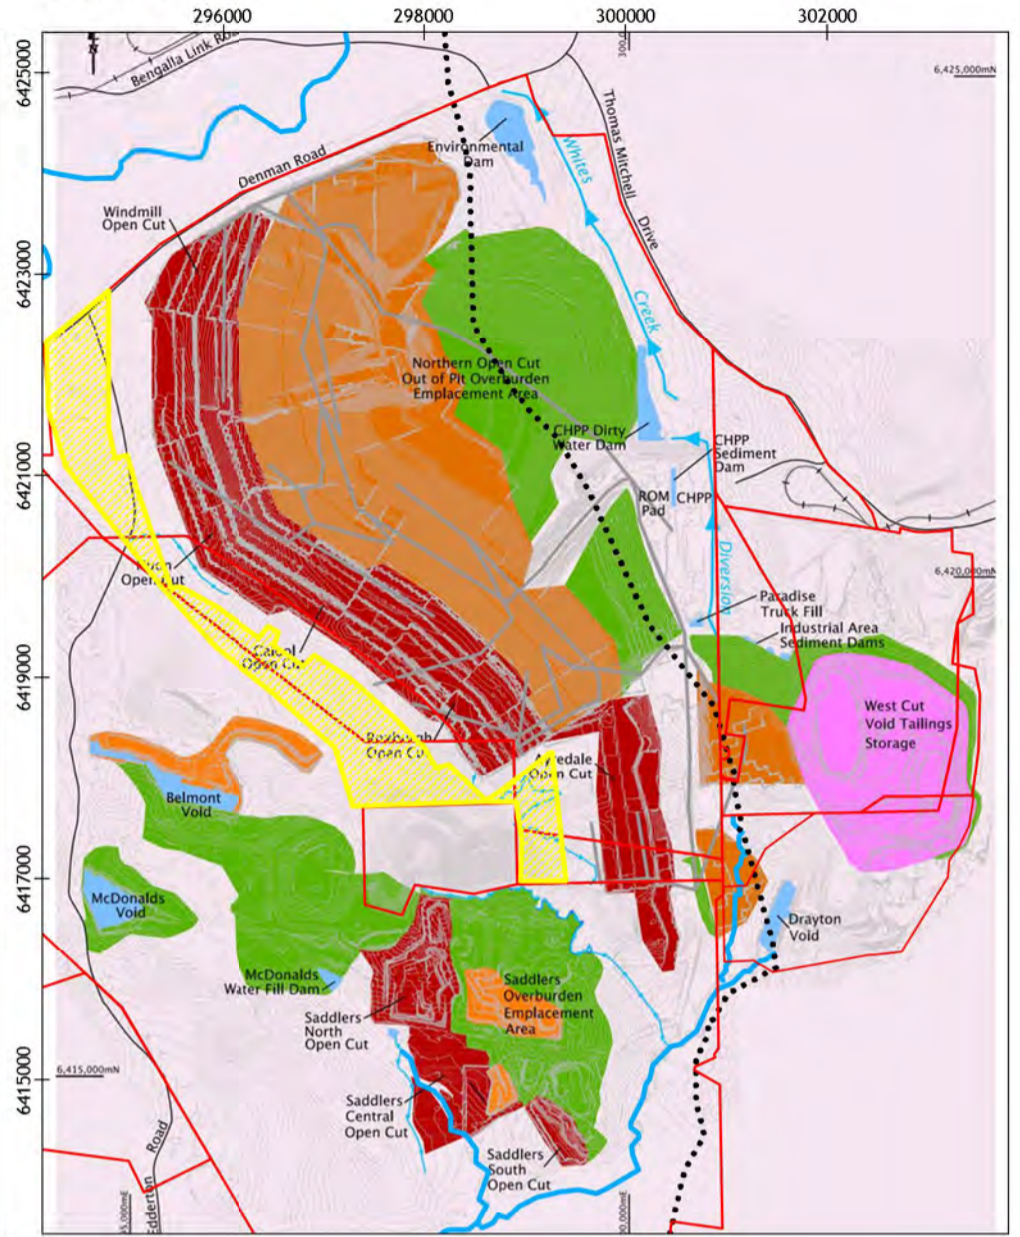 296000 298000 300000 302000
6425000
6423000
6421000
6419000
6417000
6415000
6,425,000mN
Bengalla Link Road
Thomas Mitchell Drive
Environmental
Dam
Whites
Creek
Denman Road
Windmill
Open Cut
Northern Open Cut
Out of Pit Overburden
Emplacement Area
CHPP Dirty
Water Dam
CHPP
Sediment
Dam
ROM
Pad
CHPP
Diversion
6,420,000mN
Open Cut
Paradise
Truck Fill
Industrial Area
Sediment Dams
Open Cut
West Cut
Void Tailings
Storage
Roxburgh
Open Cut
Open Cut
Belmont
Void
McDonalds
Void
Drayton
Void
McDonalds
Water Fill Dam
Saddlers
Overburden
Emplacement
Area
Saddlers
North
Open Cut
6,415,000mN
Saddlers
Central
Open Cut
Saddlers
South
Open Cut
Edderton Road